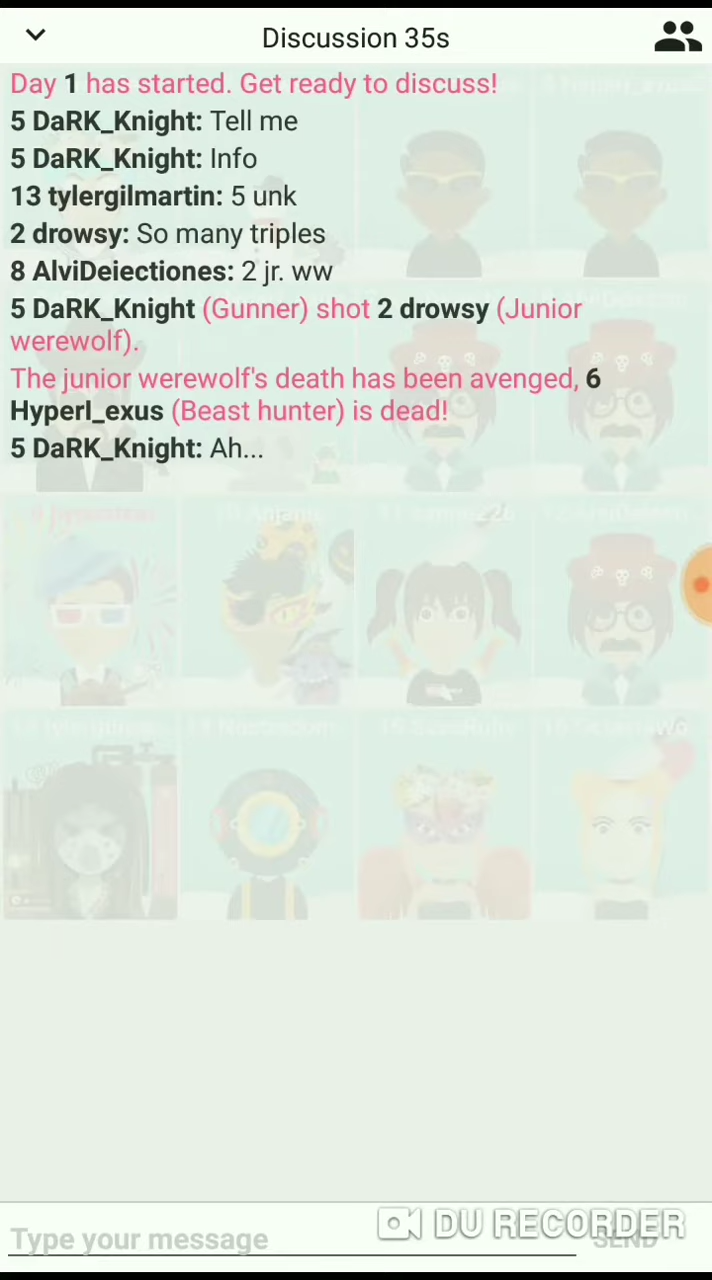 Discussion 35s
Day 1 has started. Get ready to discuss!
5 DaRK_Knight: Tell me
5 DaRK_Knight: Info
13 tylergilmartin: 5 unk
2 drowsy: So many triples
8 AlviDeiectiones: 2 jr. ww
5 DaRK_Knight (Gunner) shot 2 drowsy (Junior
werewolf).
The junior werewolf's death has been avenged, 6
Hyperl_exus (Beast hunter) is dead!
5 DaRK_Knight: Ah...
DU RECORDER
Type your message
SEND